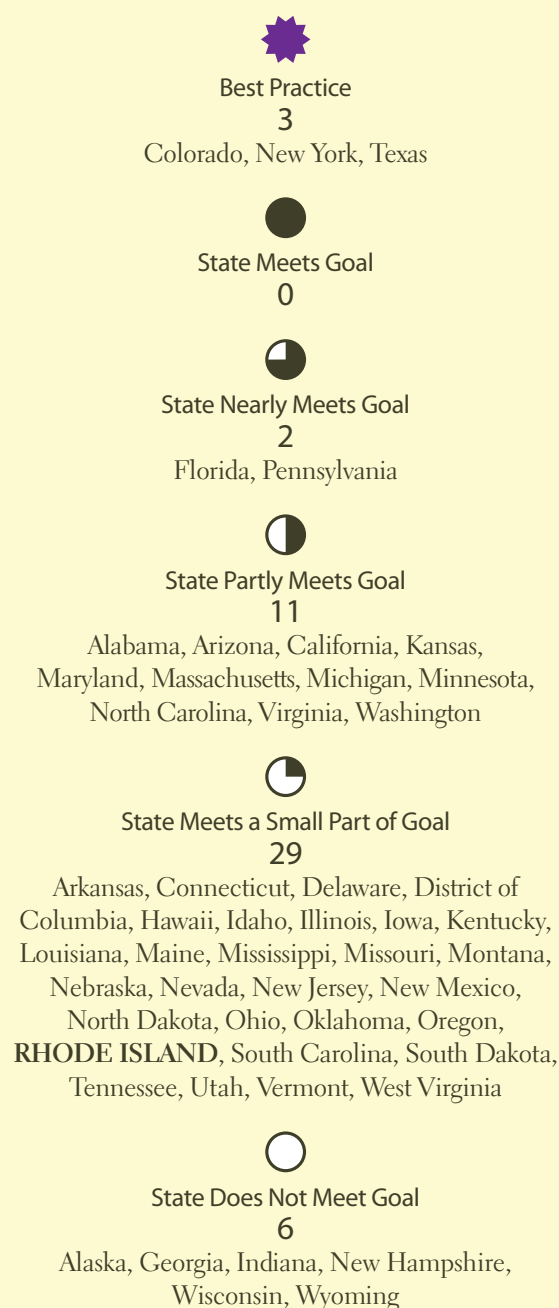 Best Practice
3
Colorado, New York, Texas
State Meets Goal
0
State Nearly Meets Goal
2
Florida, Pennsylvania
State Partly Meets Goal
11
Alabama, Arizona, California, Kansas,
Maryland, Massachusetts, Michigan, Minnesota,
North Carolina, Virginia, Washington
State Meets a Small Part of Goal
29
Arkansas, Connecticut, Delaware, District of
Columbia, Hawaii, Idaho, Illinois, Iowa, Kentucky,
Louisiana, Maine, Mississippi, Missouri, Montana,
Nebraska, Nevada, New Jersey, New Mexico,
North Dakota, Ohio, Oklahoma, Oregon,
RHODE ISLAND, South Carolina, South Dakota,
Tennessee, Utah, Vermont, West Virginia
State Does Not Meet Goal
6
Alaska, Georgia, Indiana, New Hampshire,
Wisconsin, Wyoming